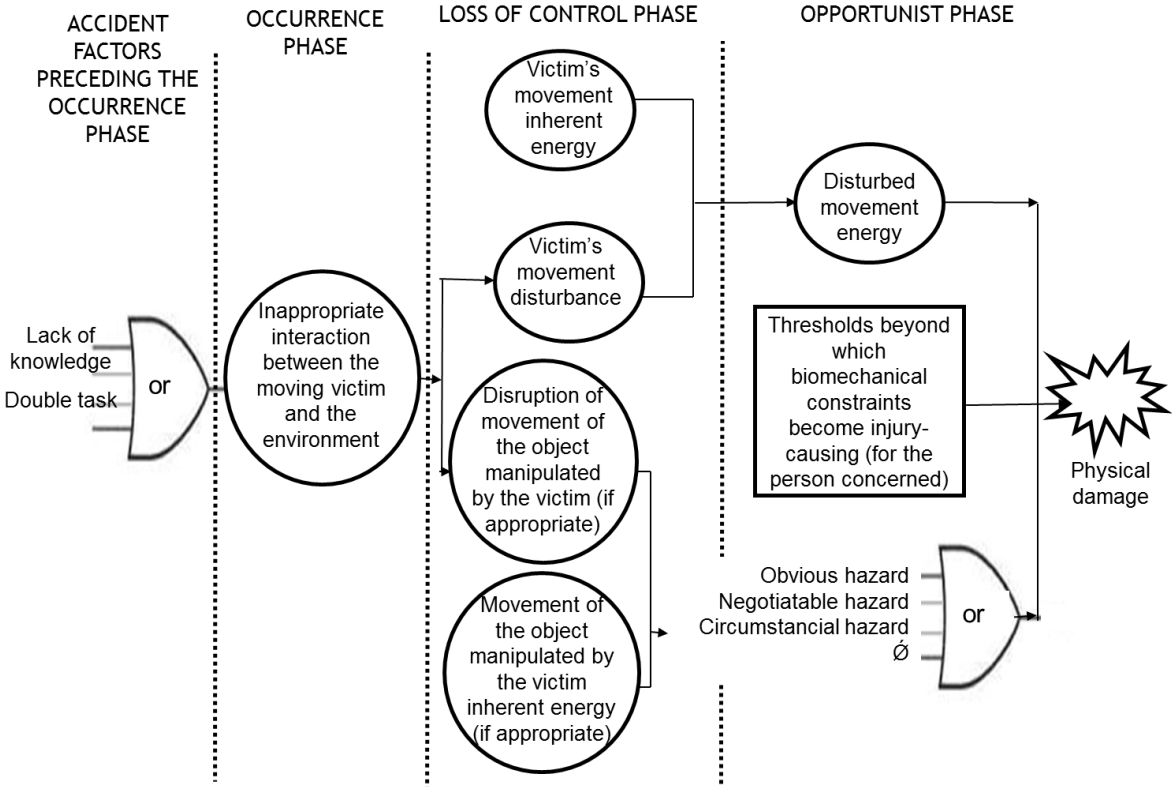 ACCIDENT
FACTORS
PRECEDING THE
OCCURRENCE
PHASE
OCCURRENCE
PHASE
LOSS OF CONTROL PHASE
OPPORTUNIST PHASE
Lack of
knowledge
Double task
or
Inappropriate
interaction
between the
moving victim
and the
environment
Victim's
movement
inherent
energy
Victim's
movement
disturbance
Disruption of
movement of
the object
manipulated
by the victim (if
appropriate)
Movement of
the object
manipulated by
the victim
inherent energy
(if appropriate)
Disturbed
movement
energy
Thresholds beyond
which
biomechanical
constraints
become injury-
causing (for the
person concerned)
Physical
damage
Obvious hazard
Negotiatable hazard
Circumstancial hazard
Ǿ
or